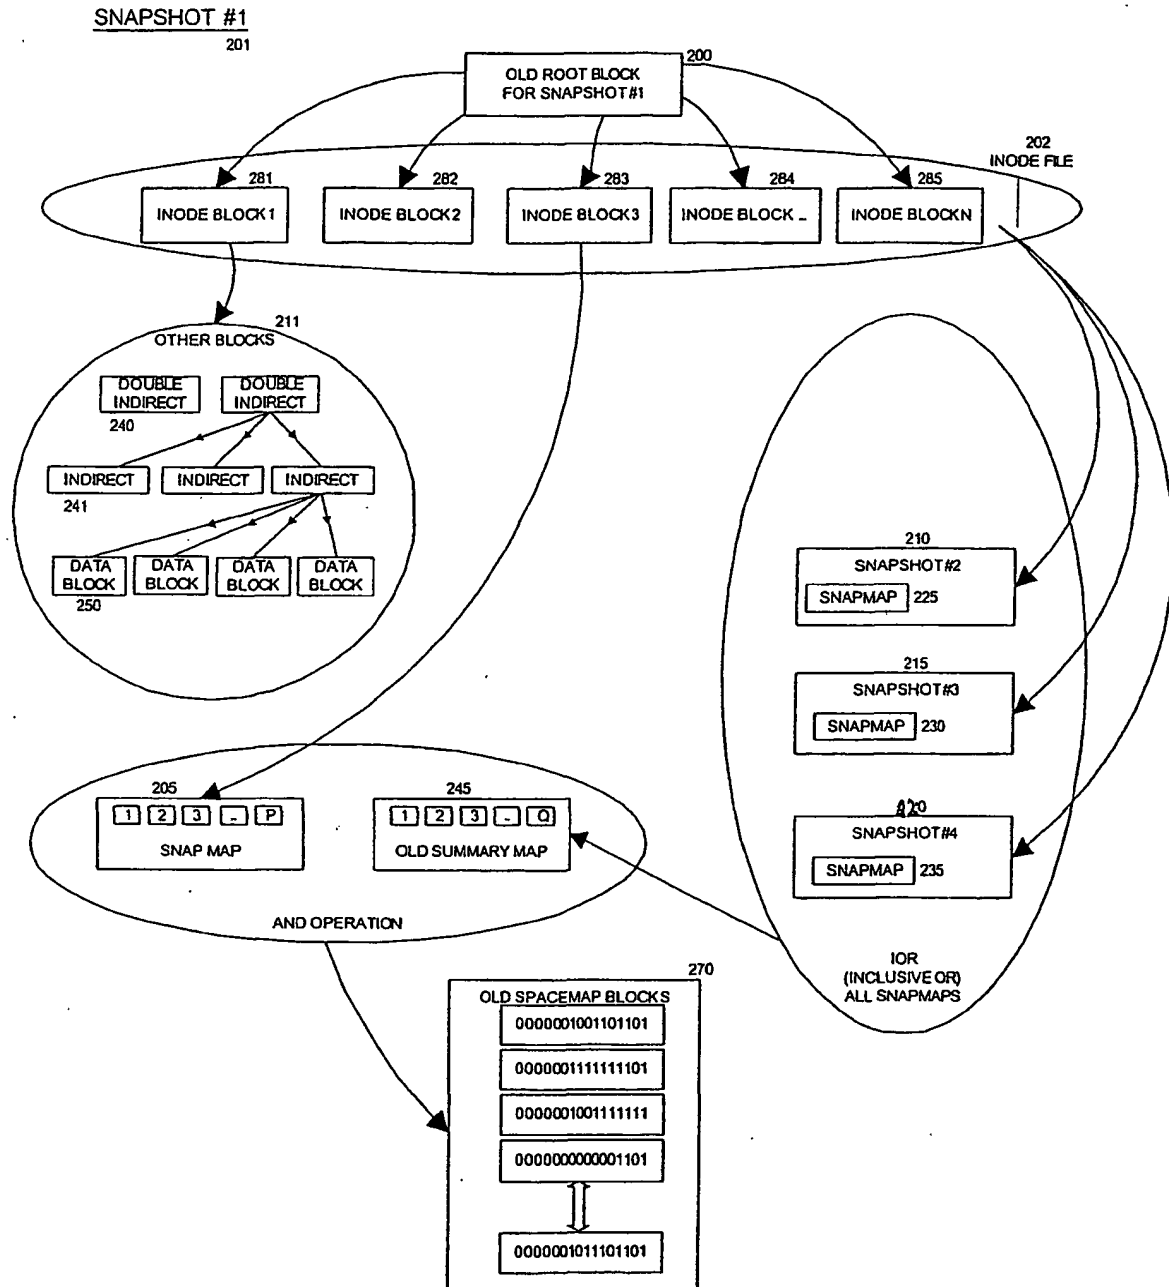 SNAPSHOT #1
201
200
OLD ROOT BLOCK
FOR SNAPSHOT #1
202
INODE FILE
281
INODE BLOCK 1
282
INODE BLOCK 2
283
INODE BLOCK 3
284
INODE BLOCK ...
285
INODE BLOCK N
211
OTHER BLOCKS
DOUBLE
INDIRECT
240
DOUBLE
INDIRECT
INDIRECT
241
INDIRECT
INDIRECT
DATA
BLOCK
250
DATA
BLOCK
DATA
BLOCK
DATA
BLOCK
210
SNAPSHOT #2
SNAPMAP 225
215
SNAPSHOT #3
SNAPMAP 230
SNAPSHOT #4
SNAPMAP 235
IOR
(INCLUSIVE OR)
ALL SNAPMAPS
205
1 2 3 ... P
SNAP MAP
245
1 2 3 ... Q
OLD SUMMARY MAP
AND OPERATION
270
OLD SPACEMAP BLOCKS
0000001001101101
0000001111111101
0000001001111111
0000000000001101
0000001011101101